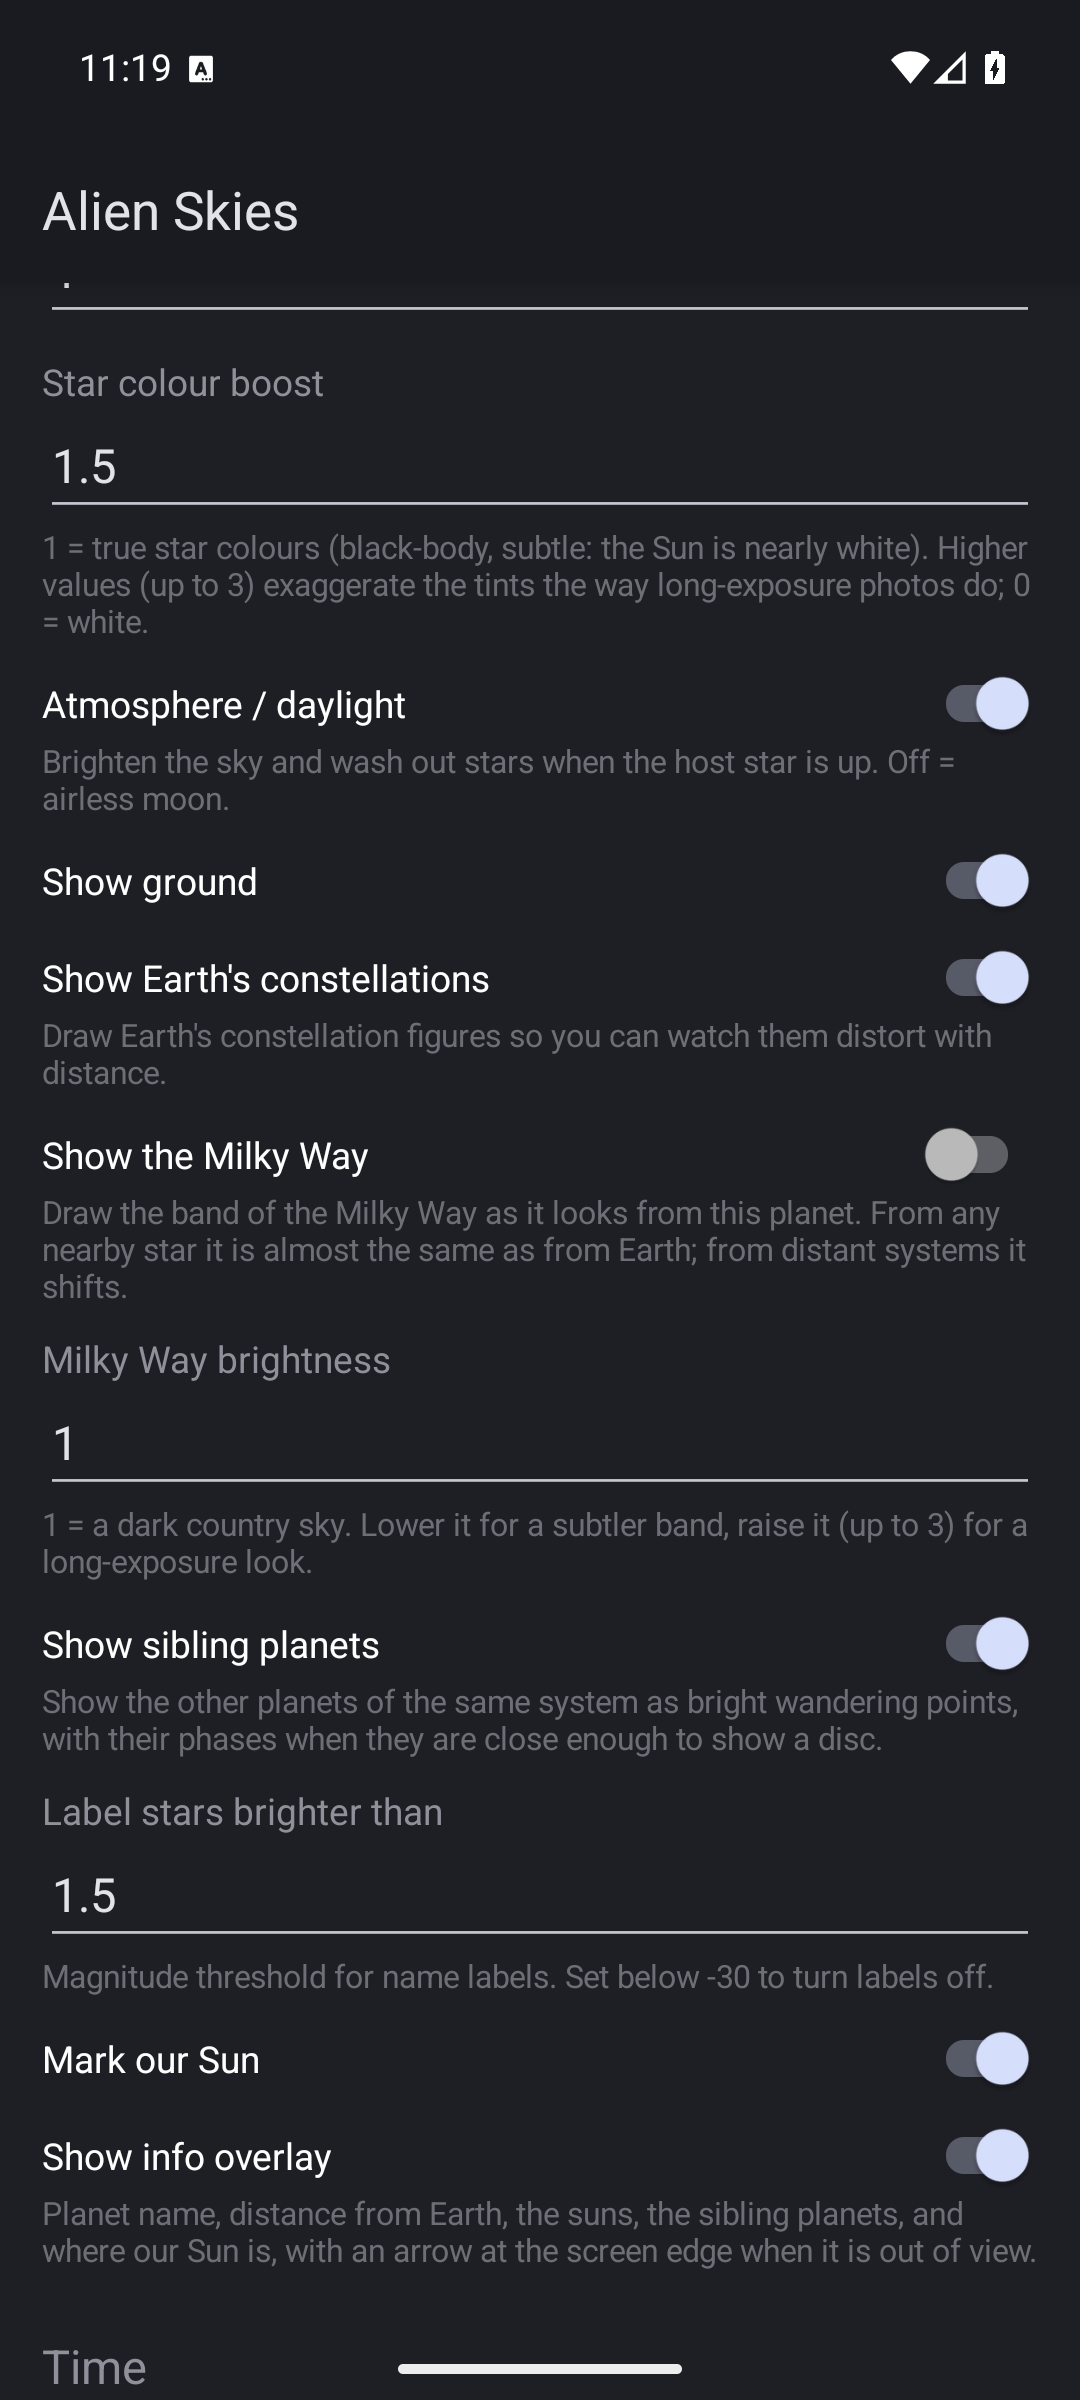 11:19
Alien Skies
Star colour boost
1.5
1 = true star colours (black-body, subtle: the Sun is nearly white). Higher
values (up to 3) exaggerate the tints the way long-exposure photos do; 0
= white.
Atmosphere / daylight
Brighten the sky and wash out stars when the host star is up. Off =
airless moon.
Show ground
Show Earth's constellations
Draw Earth's constellation figures so you can watch them distort with
distance.
Show the Milky Way
Draw the band of the Milky Way as it looks from this planet. From any
nearby star it is almost the same as from Earth; from distant systems it
shifts.
Milky Way brightness
1
1 = a dark country sky. Lower it for a subtler band, raise it (up to 3) for a
long-exposure look.
Show sibling planets
Show the other planets of the same system as bright wandering points,
with their phases when they are close enough to show a disc.
Label stars brighter than
1.5
Magnitude threshold for name labels. Set below -30 to turn labels off.
Mark our Sun
Show info overlay
Planet name, distance from Earth, the suns, the sibling planets, and
where our Sun is, with an arrow at the screen edge when it is out of view.
Time